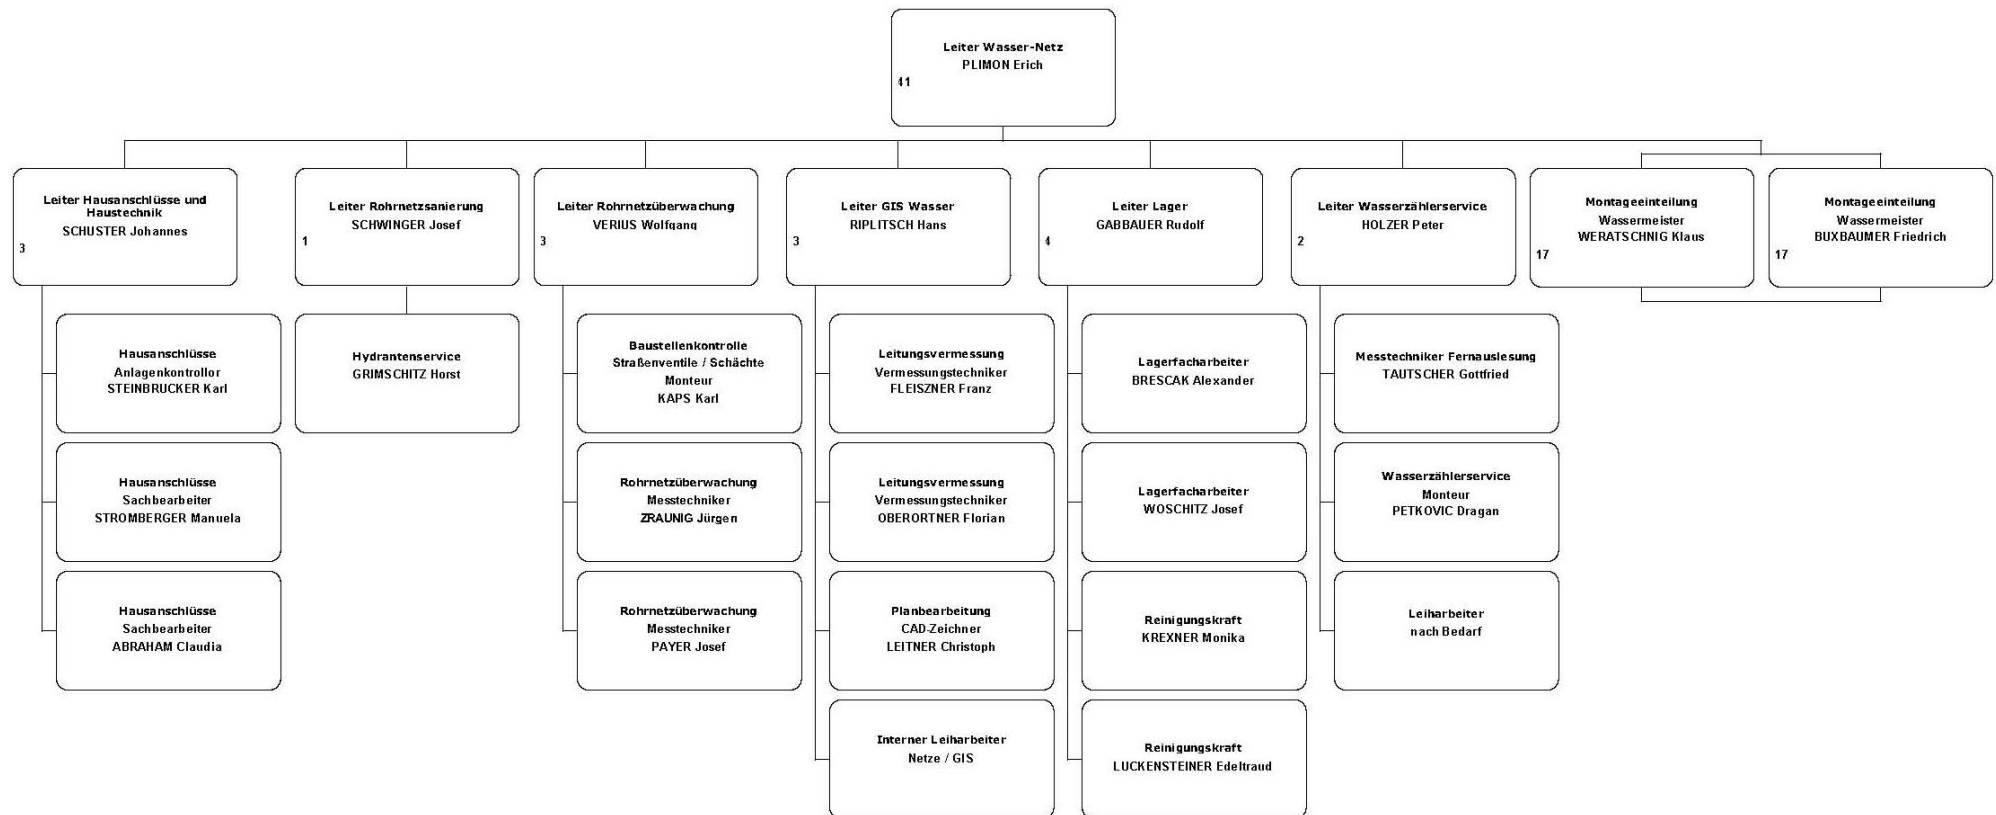 Leiter Wasser-Netz
PLIMON Erich
41
Leiter Hausanschlüsse und
Haustechnik
SCHUSTER Johannes
3
Leiter Rohrnetzsanierung
SCHWINGER Josef
1
Leiter Rohrnetzüberwachung
VERIUS Wolfgang
3
Leiter GIS Wasser
RIPLITSCH Hans
3
Leiter Lager
GABBAUER Rudolf
4
Leiter Wasserzählerservice
HOLZER Peter
2
Montageeinteilung
Wassermeister
WERATSCHNIG Klaus
17
Montageeinteilung
Wassermeister
BUXBAUMER Friedrich
17
Hausanschlüsse
Anlagenkontrollor
STEINBRUCKER Karl
Hausanschlüsse
Sachbearbeiter
STROMBERGER Manuela
Hausanschlüsse
Sachbearbeiter
ABRAHAM Claudia
Hydrantenservice
GRIMSCHITZ Horst
Baustellenkontrolle
Straßenventile / Schächte
Monteur
KAPS Karl
Rohrnetzüberwachung
Messtechniker
ZRAUNIG Jürgen
Rohrnetzüberwachung
Messtechniker
PAYER Josef
Leitungsvermessung
Vermessungstechniker
FLEISZNER Franz
Leitungsvermessung
Vermessungstechniker
OBERORTNER Florian
Planbearbeitung
CAD-Zeichner
LEITNER Christoph
Interner Leiharbeiter
Netze / GIS
Lagerfacharbeiter
BRESCAK Alexander
Lagerfacharbeiter
WOSCHITZ Josef
Reinigungskraft
KREXNER Monika
Reinigungskraft
LUCKENSTEINER Edeltraud
Messtechniker Fernauslesung
TAUTSCHER Gottfried
Wasserzählerservice
Monteur
PETKOVIC Dragan
Leiharbeiter
nach Bedarf